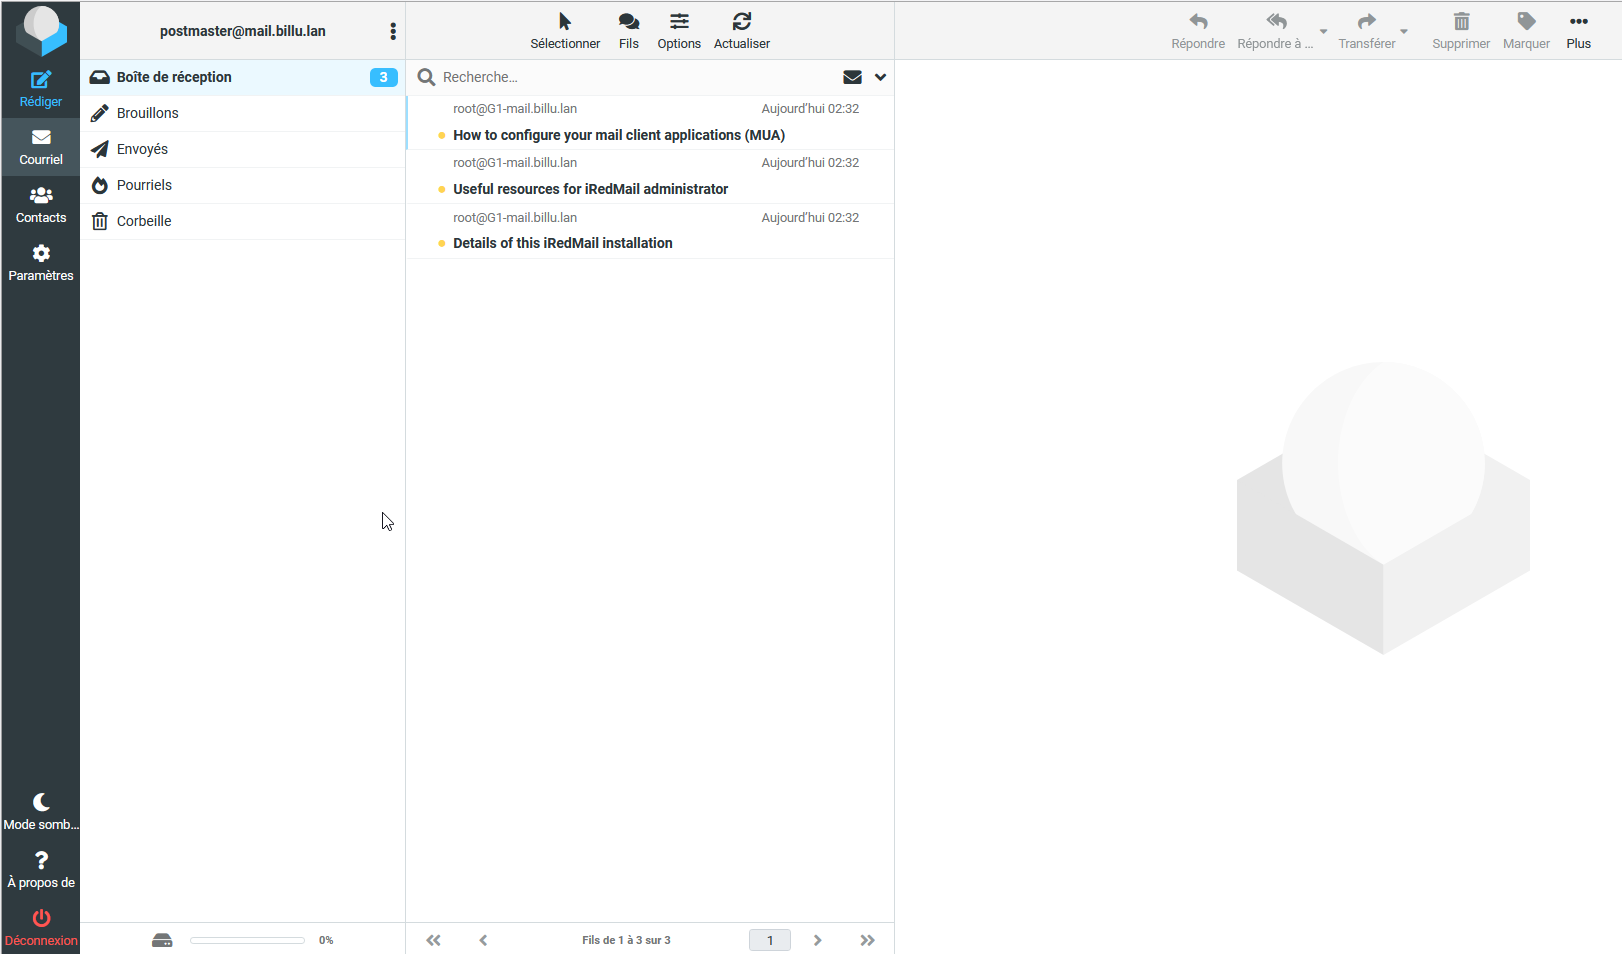 postmaster@mail.billu.lan
Rédiger
Courriel
Contacts
Paramètres
Mode somb...
À propos de
Déconnexion
Boîte de réception 3
Brouillons
Envoyés
Pourriels
Corbeille
0%
Sélectionner Fils Options Actualiser
Recherche...
root@G1-mail.billu.lan Aujourd'hui 02:32
How to configure your mail client applications (MUA)
root@G1-mail.billu.lan Aujourd'hui 02:32
Useful resources for iRedMail administrator
root@G1-mail.billu.lan Aujourd'hui 02:32
Details of this iRedMail installation
Fils de 1 à 3 sur 3 1
Répondre Répondre à ... Transférer Supprimer Marquer Plus